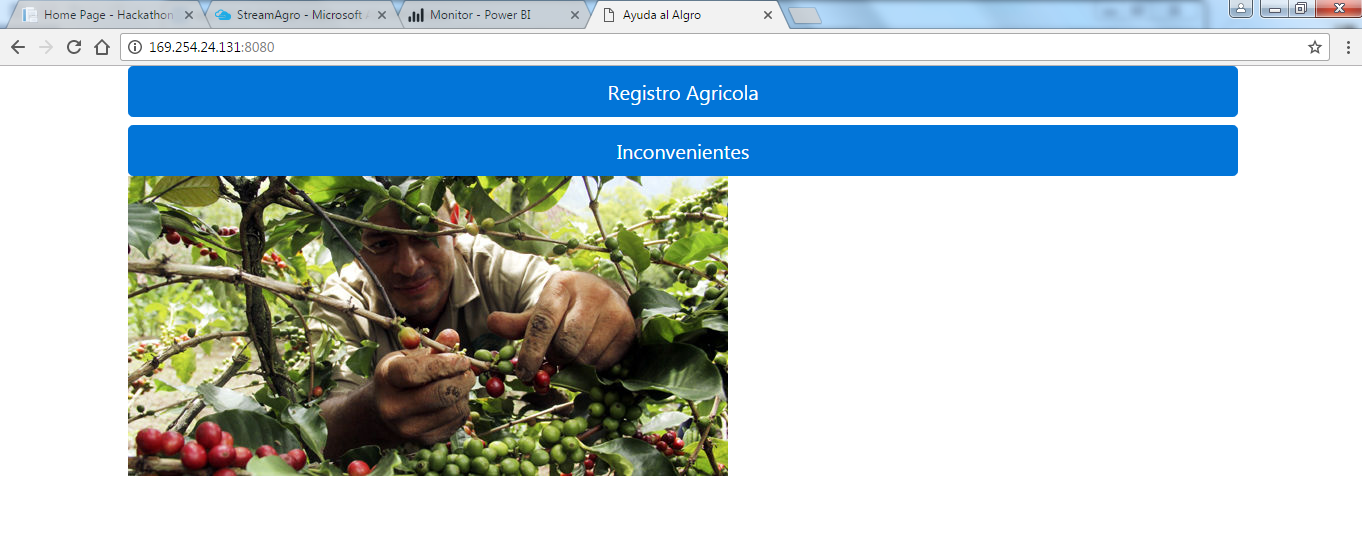 Home Page - Hackathon
StreamAgro - Microsoft
Monitor - Power BI
Ayuda al Algro
169.254.24.131:8080
Registro Agricola
Inconvenientes